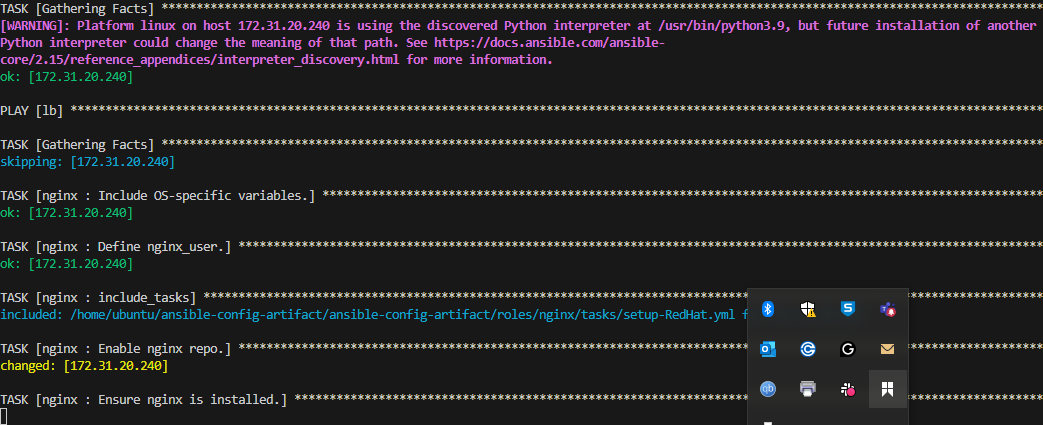 TASK [Gathering Facts] ******************************************************************************************************************************
[WARNING]: Platform linux on host 172.31.20.240 is using the discovered Python interpreter at /usr/bin/python3.9, but future installation of another
Python interpreter could change the meaning of that path. See https://docs.ansible.com/ansible-
core/2.15/reference_appendices/interpreter_discovery.html for more information.
ok: [172.31.20.240]
PLAY [lb] *******************************************************************************************************************************************
TASK [Gathering Facts] ******************************************************************************************************************************
skipping: [172.31.20.240]
TASK [nginx : Include OS-specific variables.] *******************************************************************************************************
ok: [172.31.20.240]
TASK [nginx : Define nginx_user.] *******************************************************************************************************************
ok: [172.31.20.240]
TASK [nginx : include_tasks] ************************************************************************************************************************
included: /home/ubuntu/ansible-config-artifact/ansible-config-artifact/roles/nginx/tasks/setup-RedHat.yml f
TASK [nginx : Enable nginx repo.] *******************************************************************************************************************
changed: [172.31.20.240]
TASK [nginx : Ensure nginx is installed.] ***********************************************************************************************************